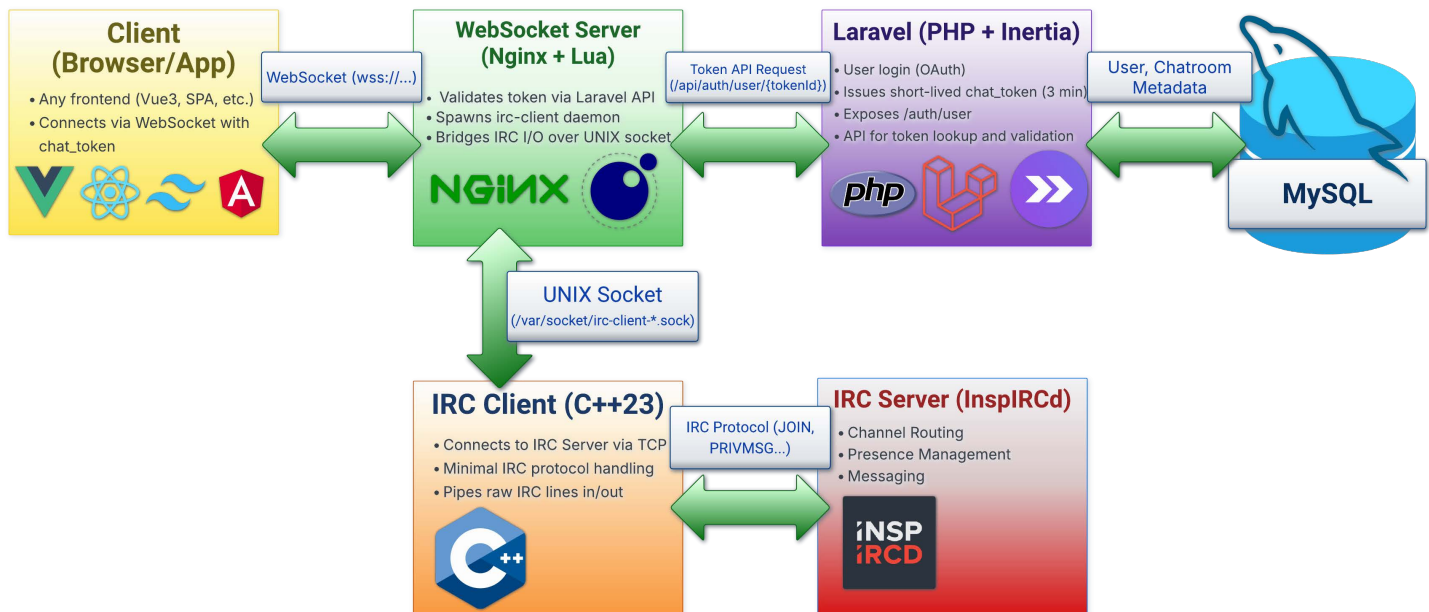 Client
(Browser/App)
• Any frontend (Vue3, SPA, etc.)
• Connects via WebSocket with
chat_token
WebSocket (wss://...)
WebSocket Server
(Nginx + Lua)
• Validates token via Laravel API
• Spawns irc-client daemon
• Bridges IRC I/O over UNIX socket
NGINX
Token API Request
(/api/auth/user/{tokenId})
Laravel (PHP + Inertia)
• User login (OAuth)
• Issues short-lived chat_token (3 min)
• Exposes /auth/user
• API for token lookup and validation
php
User, Chatroom
Metadata
MySQL
UNIX Socket
(/var/socket/irc-client-*.sock)
IRC Client (C++23)
• Connects to IRC Server via TCP
• Minimal IRC protocol handling
• Pipes raw IRC lines in/out
C++
IRC Protocol (JOIN,
PRIVMSG...)
IRC Server (InspIRCd)
• Channel Routing
• Presence Management
• Messaging
INSP
IRCD